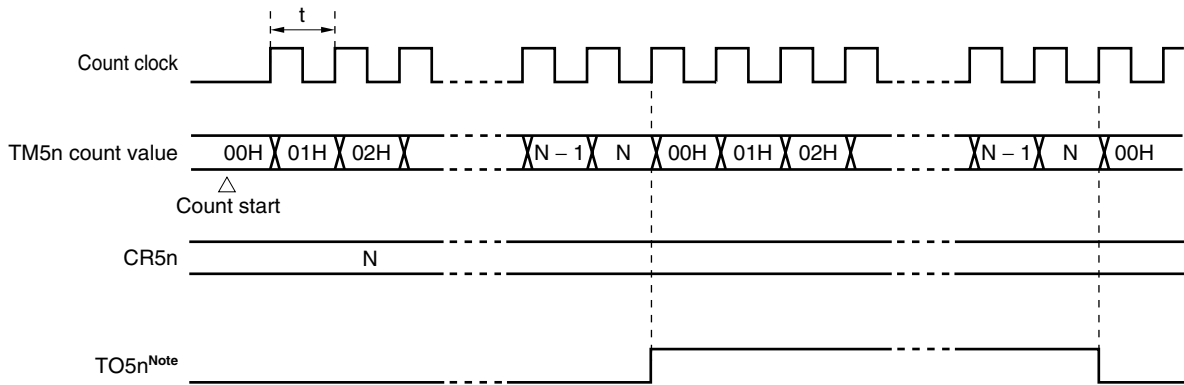 t
Count clock
TM5n count value 00H 01H 02H N − 1 N 00H 01H 02H N − 1 N 00H
Count start
CR5n N
TO5nNote